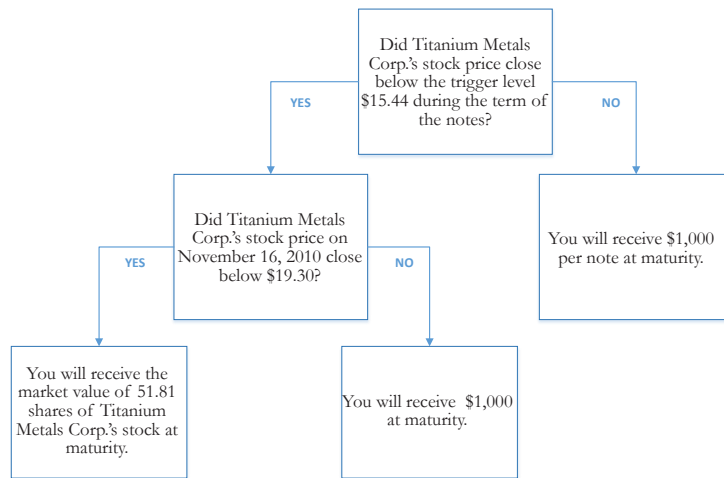 Did Titanium Metals
Corp.'s stock price close
below the trigger level
$15.44 during the term of
the notes?
YES
NO
Did Titanium Metals
Corp.'s stock price on
November 16, 2010 close
below $19.30?
You will receive $1,000
per note at maturity.
YES
NO
You will receive the
market value of 51.81
shares of Titanium
Metals Corp.'s stock at
maturity.
You will receive $1,000
at maturity.